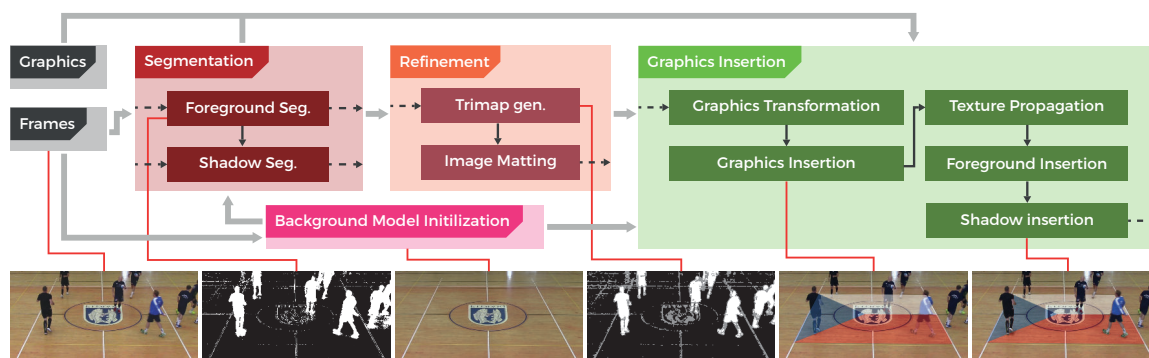 Graphics
Segmentation
Refinement
Graphics Insertion
Foreground Seg.
Trimap gen.
Graphics Transformation
Texture Propagation
Frames
Shadow Seg.
Image Matting
Graphics Insertion
Foreground Insertion
Background Model Initilization
Shadow insertion